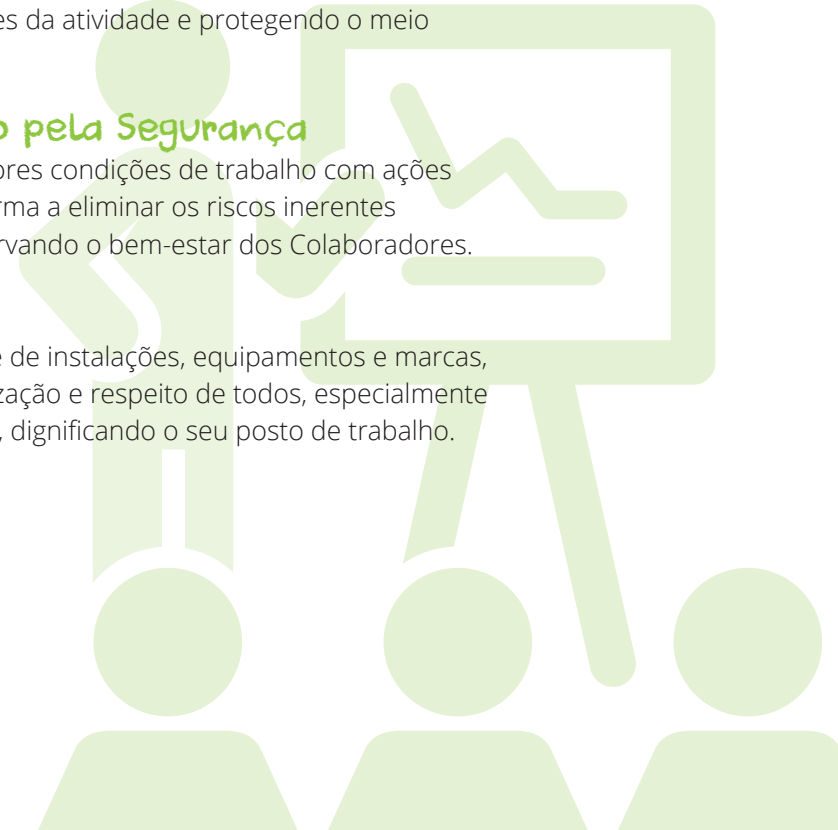 es da atividade e protegendo o meio
o pela Segurança
ores condições de trabalho com ações
rma a eliminar os riscos inerentes
rvando o bem-estar dos Colaboradores.
e de instalações, equipamentos e marcas,
zação e respeito de todos, especialmente
, dignificando o seu posto de trabalho.